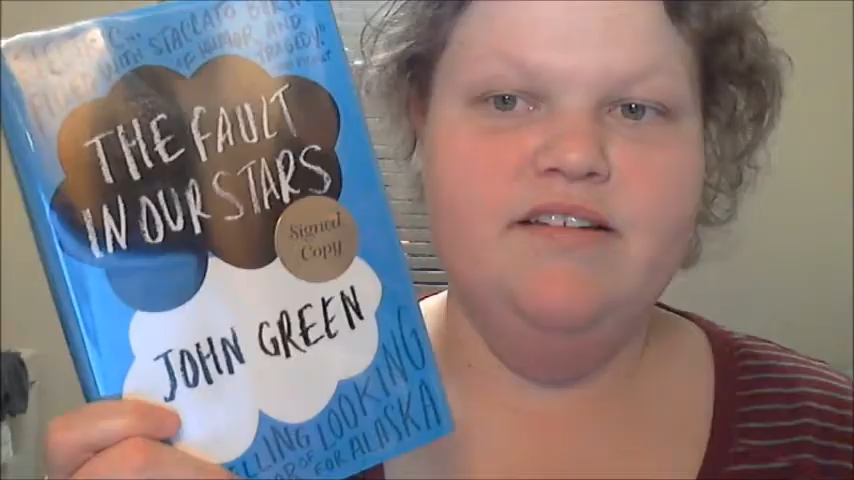 WITH STACCATO BURSTS
OF HUMOR AND
TRAGEDY."
THE FAULT
IN OUR STARS
Signed
Copy
JOHN GREEN
LOOKING
OF FOR ALASKA